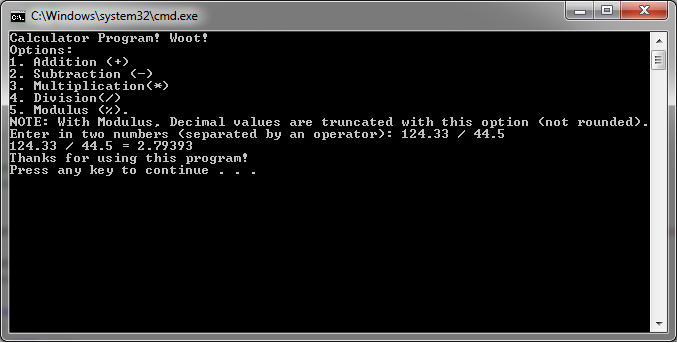 C:\Windows\system32\cmd.exe
Calculator Program! Woot!
Options:
1. Addition (+)
2. Subtraction (-)
3. Multiplication(*)
4. Division(/)
5. Modulus (%).
NOTE: With Modulus, Decimal values are truncated with this option (not rounded).
Enter in two numbers (separated by an operator): 124.33 / 44.5
124.33 / 44.5 = 2.79393
Thanks for using this program!
Press any key to continue . . .